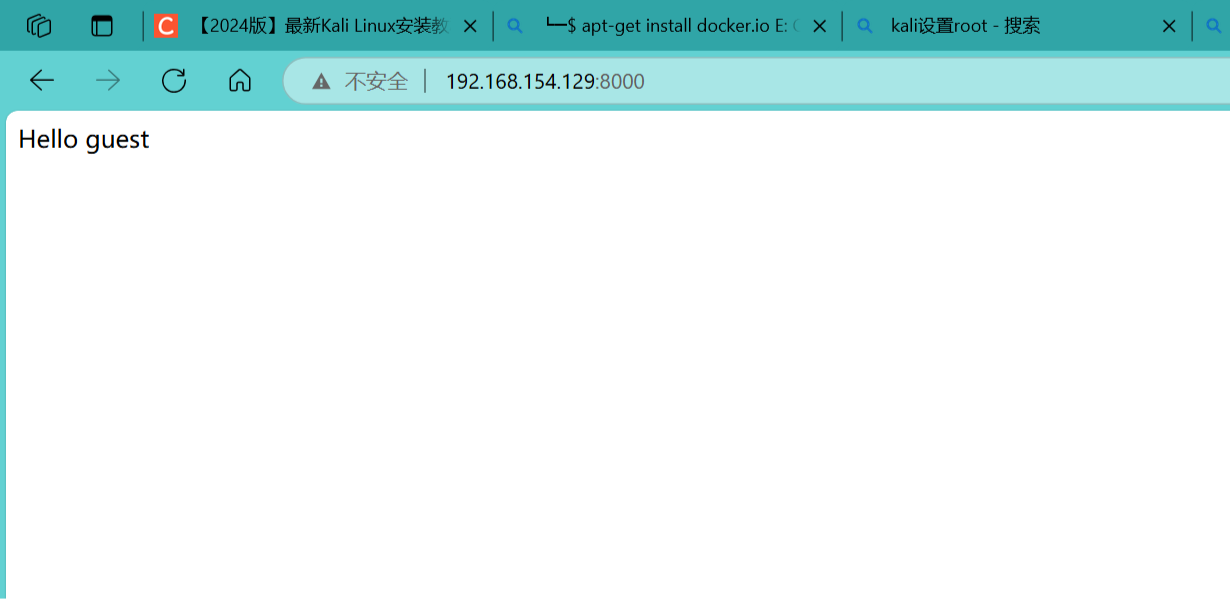 【2024版】最新Kali Linux安装教
└─$ apt-get install docker.io E:
kali设置root - 搜索
不安全 192.168.154.129:8000
Hello guest